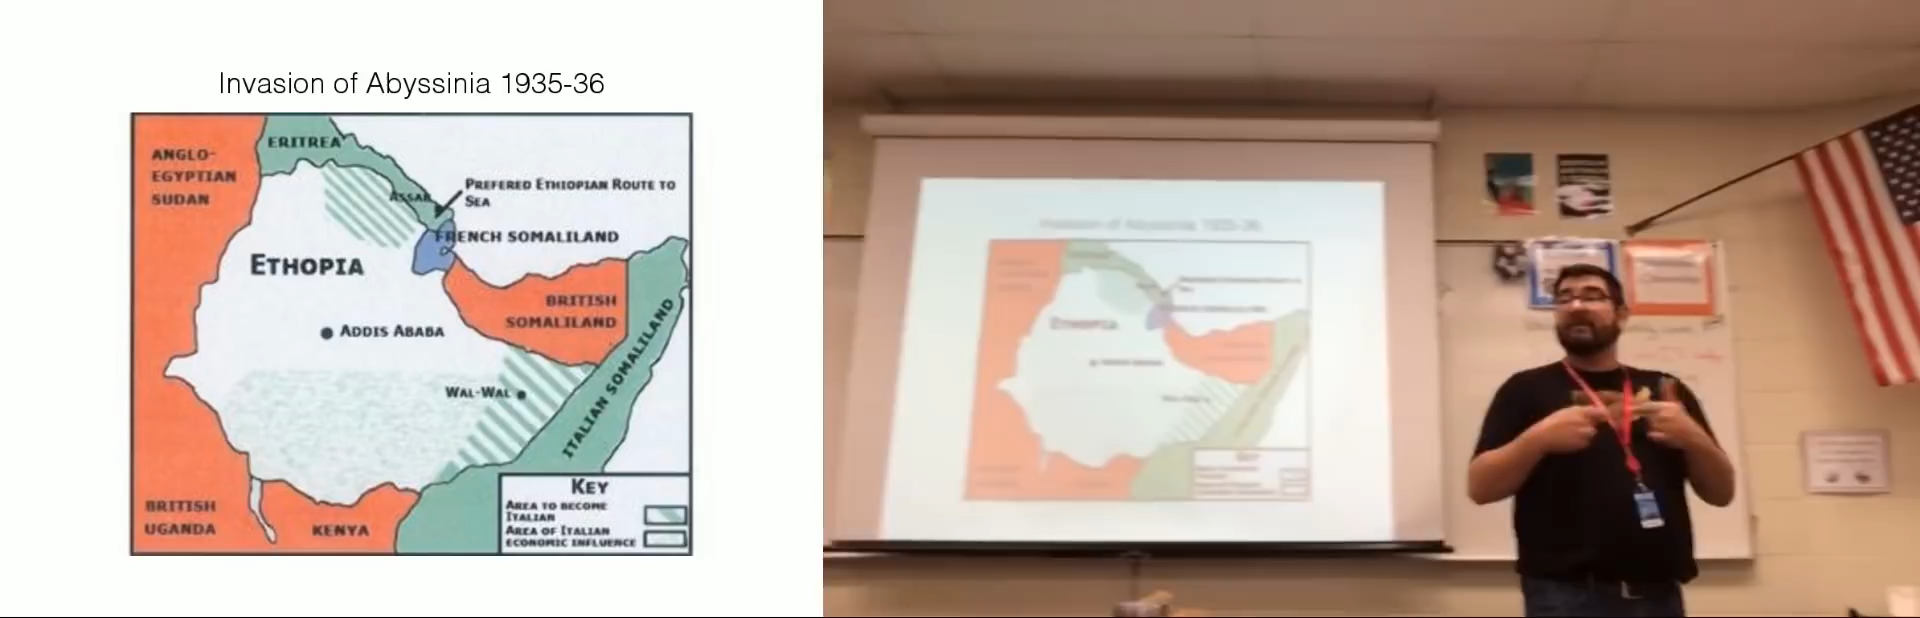 Invasion of Abyssinia 1935-36
ERITREA
ANGLO-
EGYPTIAN
SUDAN
ASSAB
PREFERED ETHIOPIAN ROUTE TO
SEA
FRENCH SOMALILAND
ETHOPIA
BRITISH
SOMALILAND
ADDIS ABABA
ITALIAN SOMALILAND
WAL-WAL
BRITISH
UGANDA
KENYA
KEY
AREA TO BECOME
ITALIAN
AREA OF ITALIAN
ECONOMIC INFLUENCE